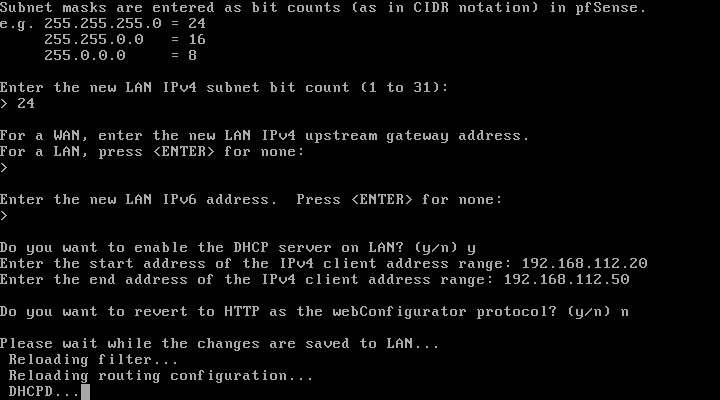 Subnet masks are entered as bit counts (as in CIDR notation) in pfSense.
e.g. 255.255.255.0 = 24
     255.255.0.0   = 16
     255.0.0.0     = 8
Enter the new LAN IPv4 subnet bit count (1 to 31):
> 24
For a WAN, enter the new LAN IPv4 upstream gateway address.
For a LAN, press <ENTER> for none:
>
Enter the new LAN IPv6 address.  Press <ENTER> for none:
>
Do you want to enable the DHCP server on LAN? (y/n) y
Enter the start address of the IPv4 client address range: 192.168.112.20
Enter the end address of the IPv4 client address range: 192.168.112.50
Do you want to revert to HTTP as the webConfigurator protocol? (y/n) n
Please wait while the changes are saved to LAN...
 Reloading filter...
 Reloading routing configuration...
 DHCPD...